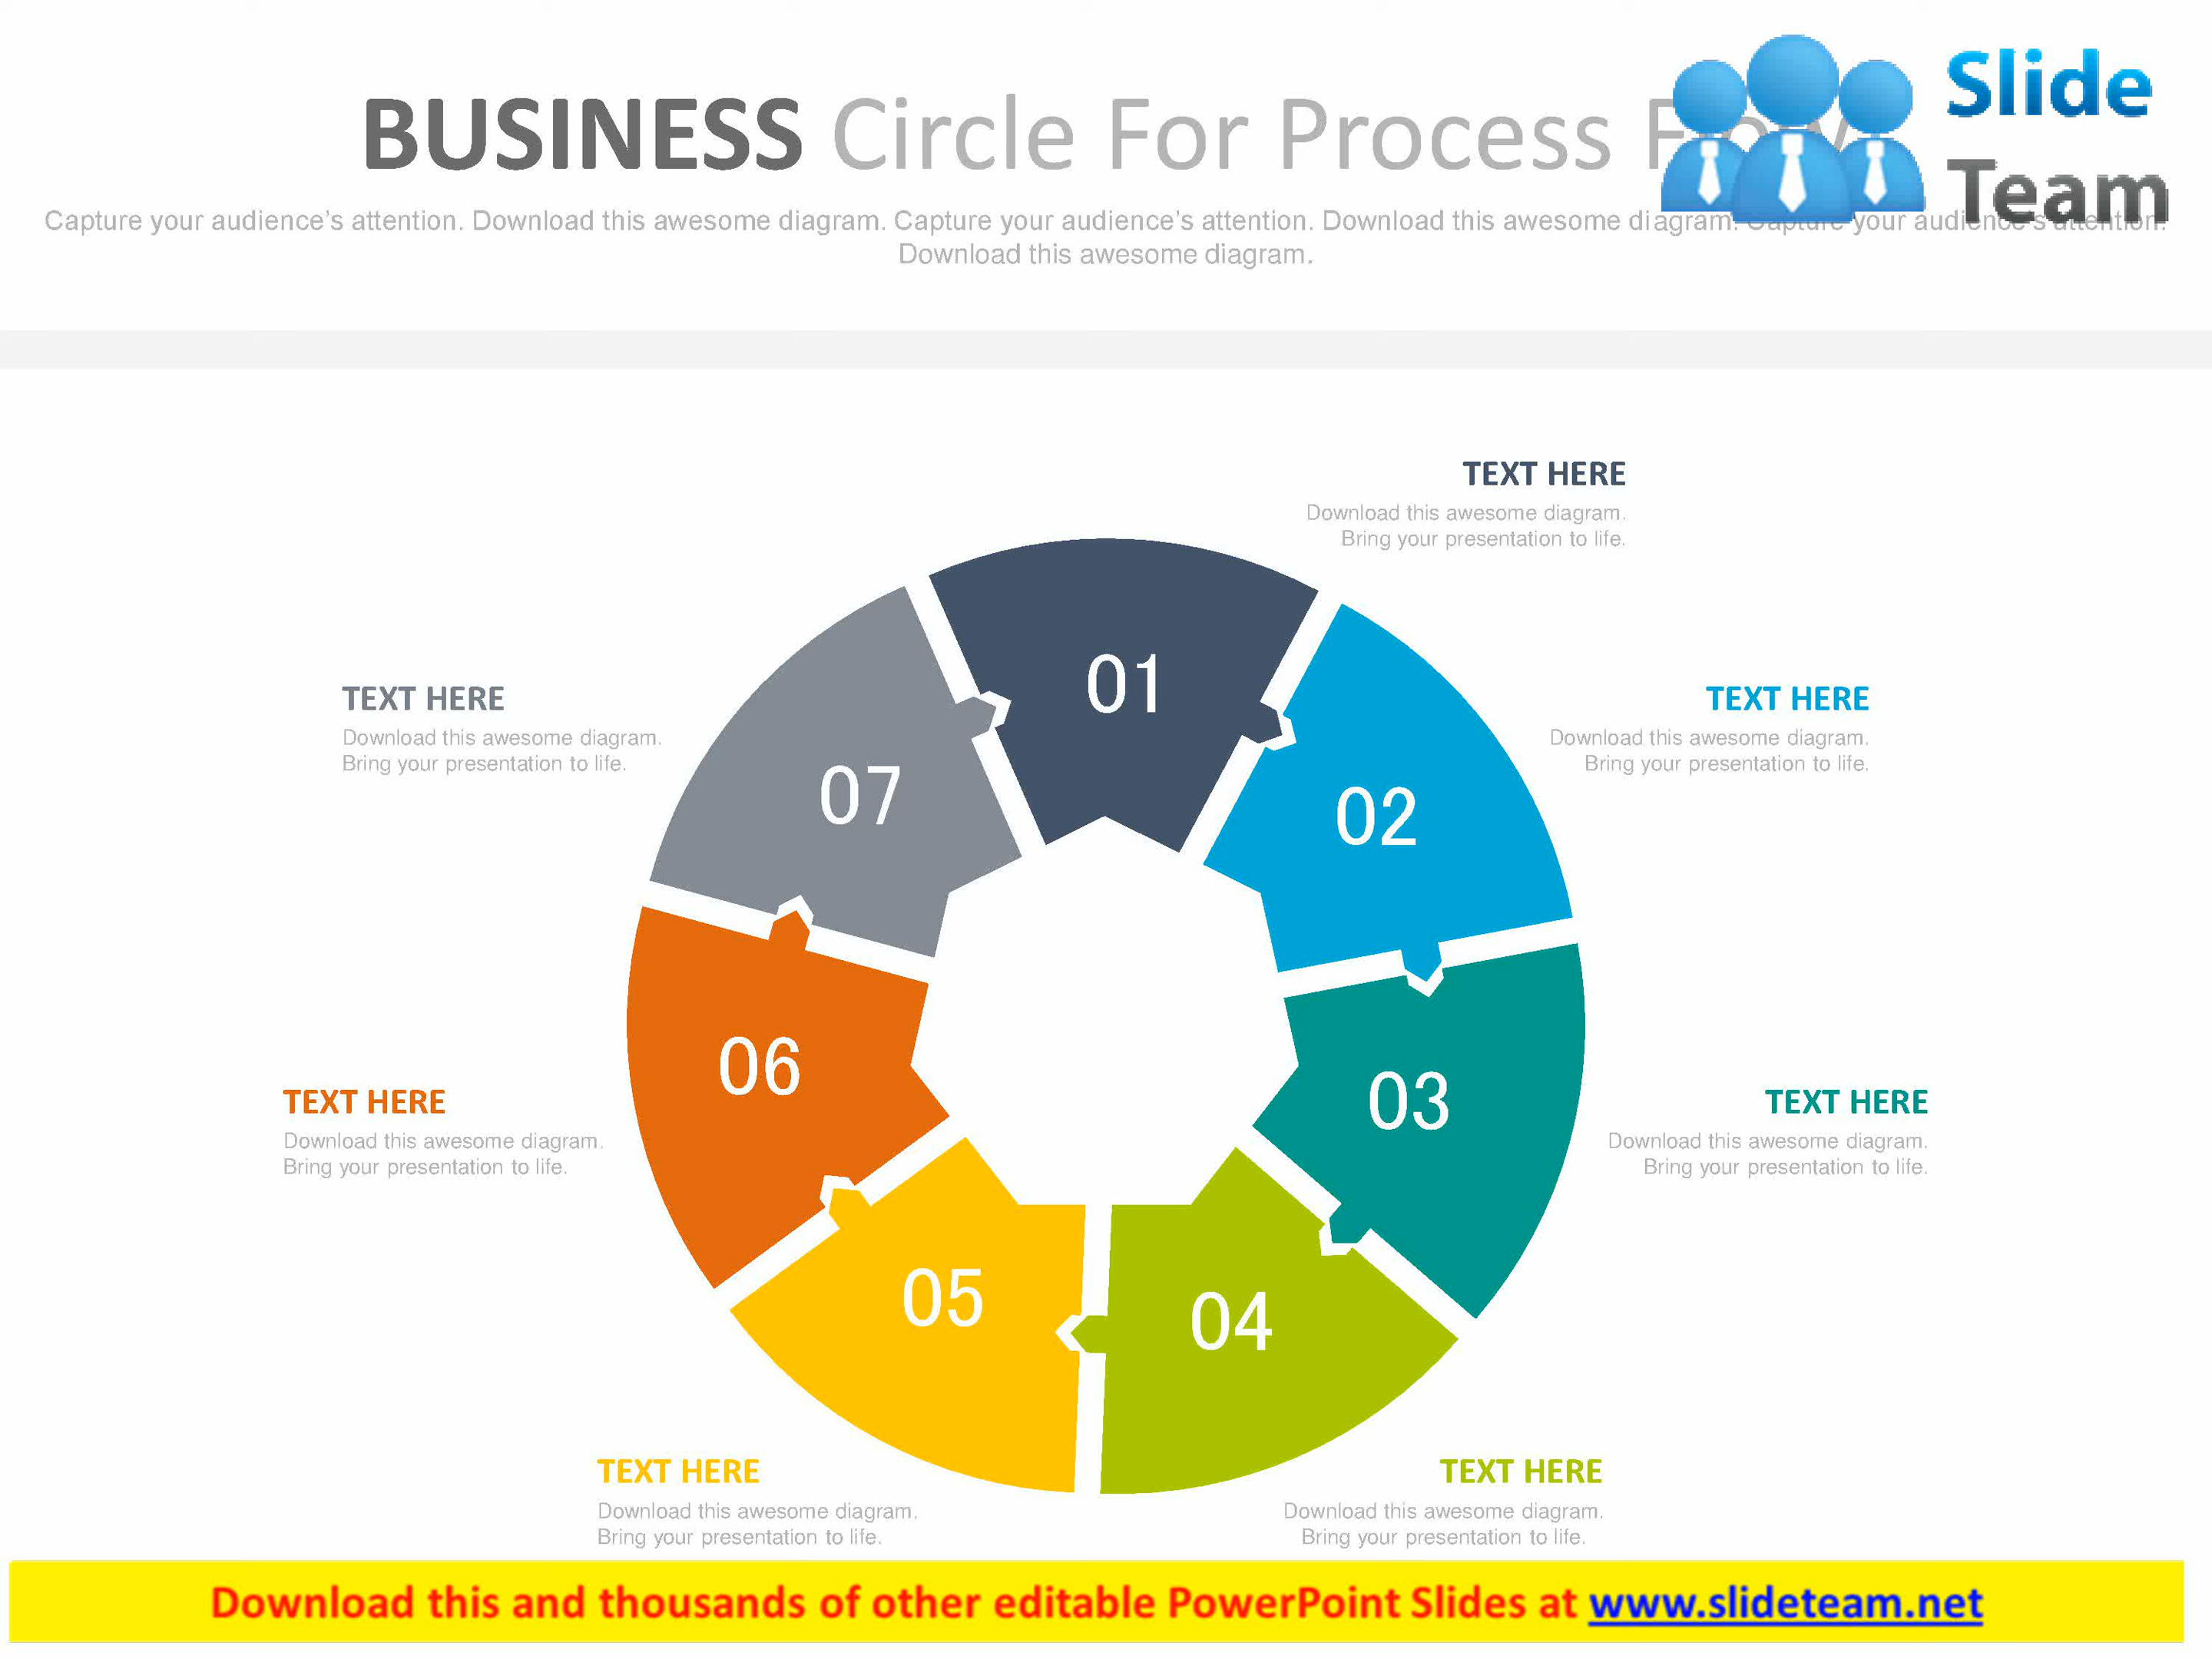 BUSINESS Circle For Process Flow
Slide
Team
Capture your audience’s attention. Download this awesome diagram. Capture your audience’s attention. Download this awesome diagram. Capture your audience’s attention.
Download this awesome diagram.
TEXT HERE
Download this awesome diagram.
Bring your presentation to life.
01
TEXT HERE
Download this awesome diagram.
Bring your presentation to life.
07
TEXT HERE
Download this awesome diagram.
Bring your presentation to life.
02
06
TEXT HERE
Download this awesome diagram.
Bring your presentation to life.
03
TEXT HERE
Download this awesome diagram.
Bring your presentation to life.
05
04
TEXT HERE
Download this awesome diagram.
Bring your presentation to life.
TEXT HERE
Download this awesome diagram.
Bring your presentation to life.
Download this and thousands of other editable PowerPoint Slides at www.slideteam.net